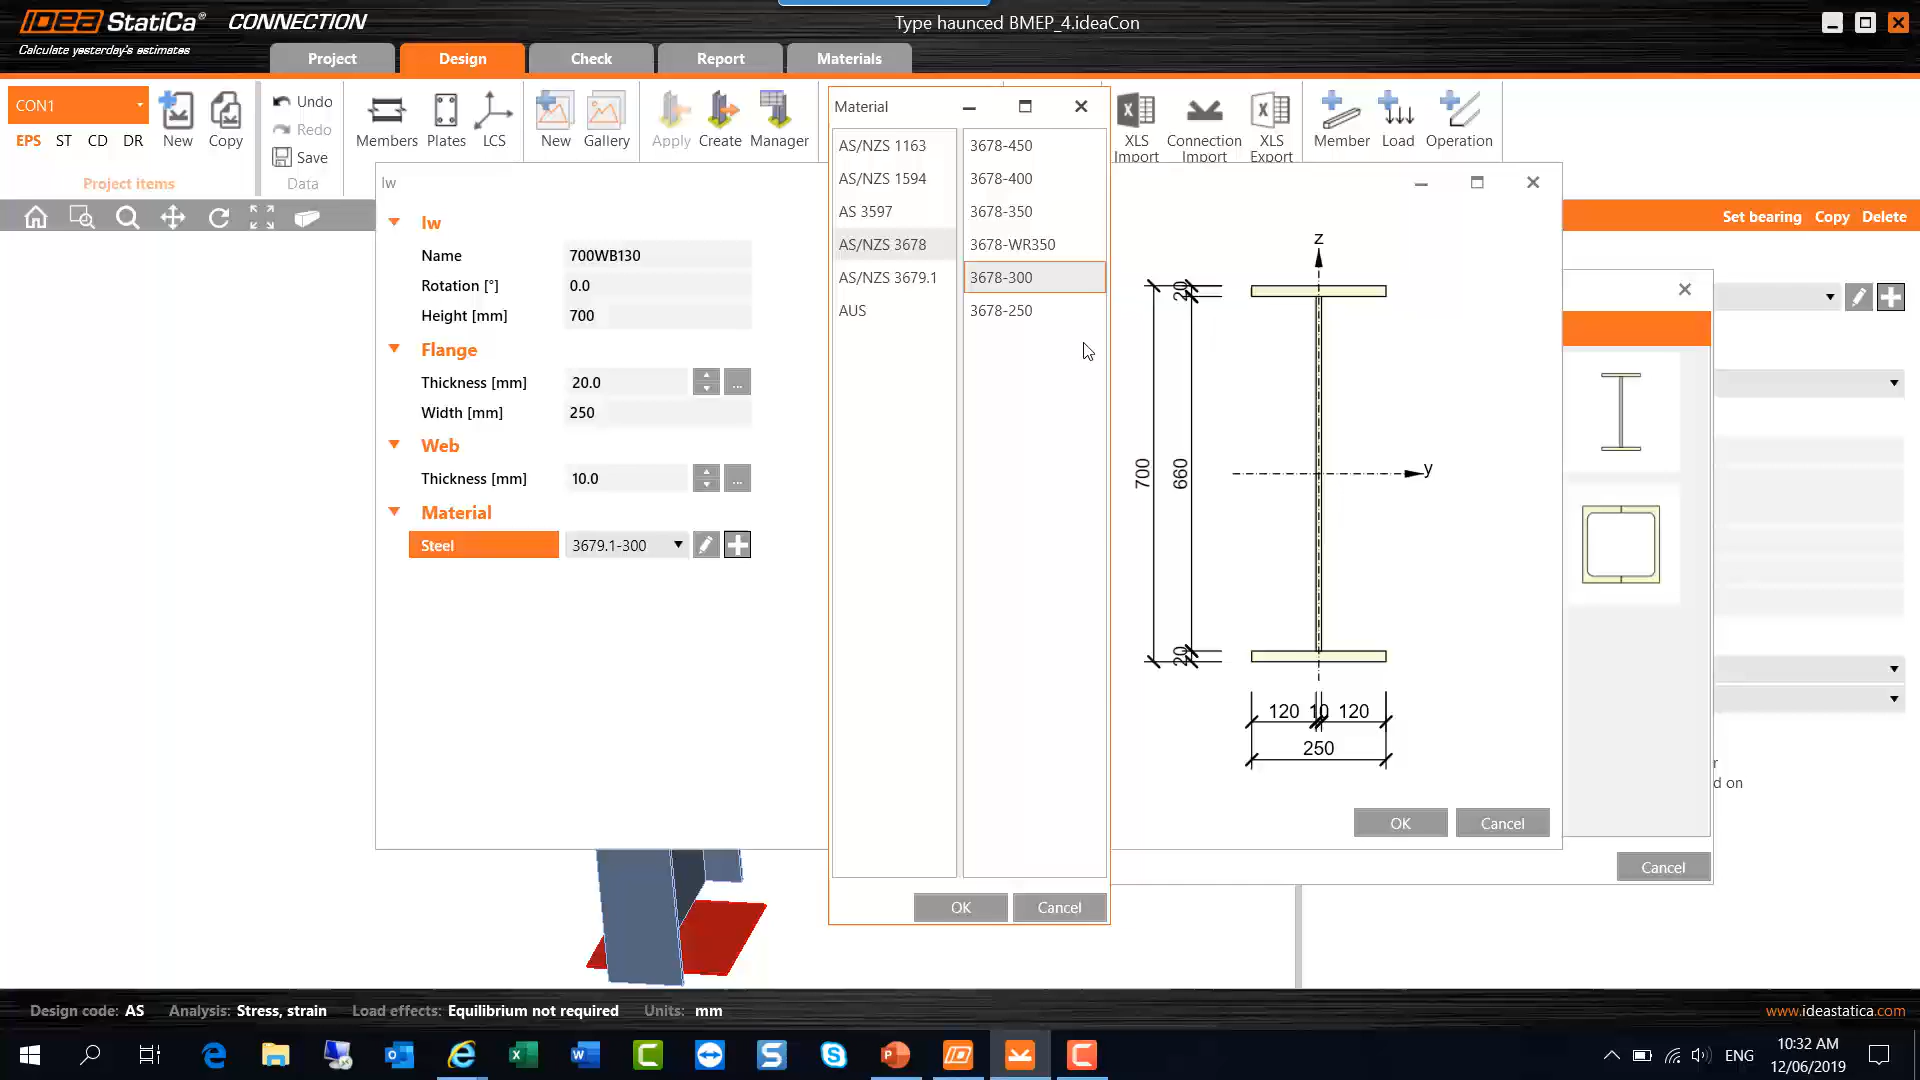 IDEA StatiCa® CONNECTION
Calculate yesterday's estimates
Type haunced BMEP_4.ideaCon
Project
Design
Check
Report
Materials
CON1
EPS ST CD DR
New
Copy
Project items
Undo
Redo
Save
Data
Members
Plates
LCS
New
Gallery
Apply
Create
Manager
XLS Import
Connection Import
XLS Export
Member
Load
Operation
Set bearing Copy Delete
Iw
Iw
Name 700WB130
Rotation [°] 0.0
Height [mm] 700
Flange
Thickness [mm] 20.0 ...
Width [mm] 250
Web
Thickness [mm] 10.0 ...
Material
Steel 3679.1-300
Material
AS/NZS 1163
AS/NZS 1594
AS 3597
AS/NZS 3678
AS/NZS 3679.1
AUS
3678-450
3678-400
3678-350
3678-WR350
3678-300
3678-250
OK Cancel
z
y
20
700
660
20
120 10 120
250
OK Cancel
r
d on
Cancel
Design code: AS Analysis: Stress, strain Load effects: Equilibrium not required Units: mm
www.ideastatica.com
ENG
10:32 AM
12/06/2019